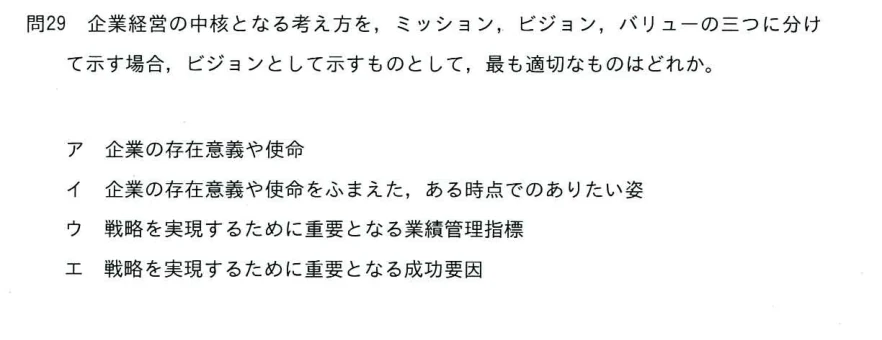 問29 企業経営の中核となる考え方を，ミッション，ビジョン，バリューの三つに分け
て示す場合，ビジョンとして示すものとして，最も適切なものはどれか。
ア 企業の存在意義や使命
イ 企業の存在意義や使命をふまえた，ある時点でのありたい姿
ウ 戦略を実現するために重要となる業績管理指標
エ 戦略を実現するために重要となる成功要因